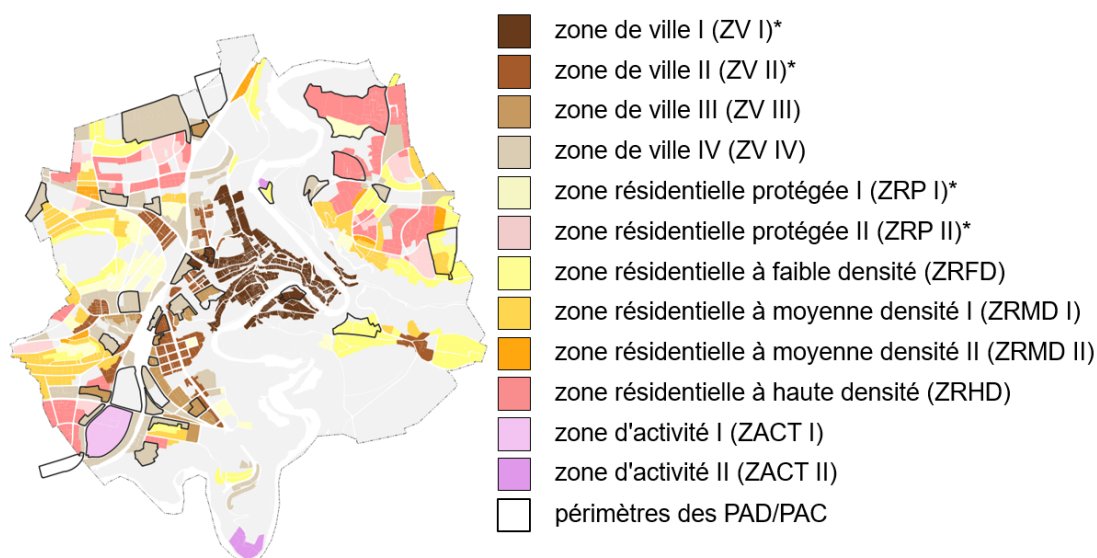 zone de ville I (ZV I)*
zone de ville II (ZV II)*
zone de ville III (ZV III)
zone de ville IV (ZV IV)
zone résidentielle protégée I (ZRP I)*
zone résidentielle protégée II (ZRP II)*
zone résidentielle à faible densité (ZRFD)
zone résidentielle à moyenne densité I (ZRMD I)
zone résidentielle à moyenne densité II (ZRMD II)
zone résidentielle à haute densité (ZRHD)
zone d'activité I (ZACT I)
zone d'activité II (ZACT II)
périmètres des PAD/PAC